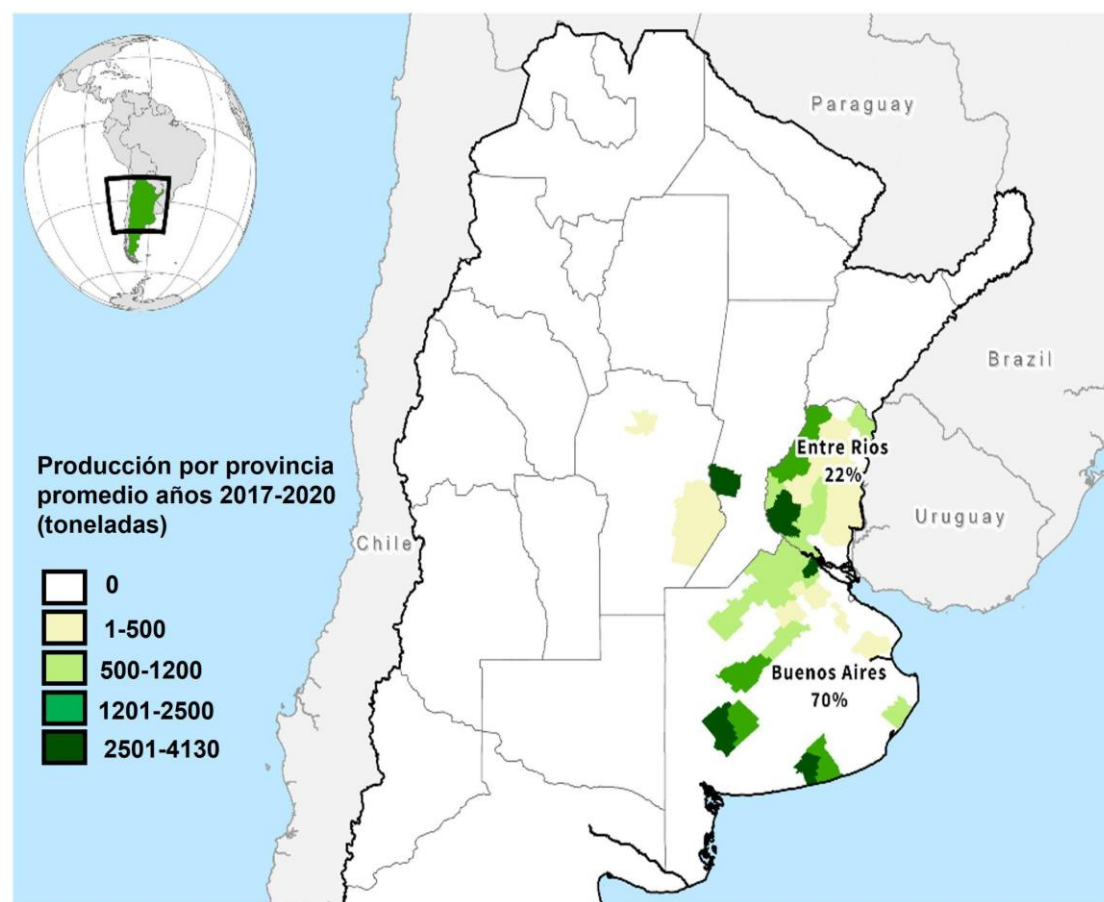 Paraguay
Brazil
Entre Rios
22%
Producción por provincia
promedio años 2017-2020
(toneladas)
Chile
Uruguay
0
1-500
500-1200
1201-2500
2501-4130
Buenos Aires
70%